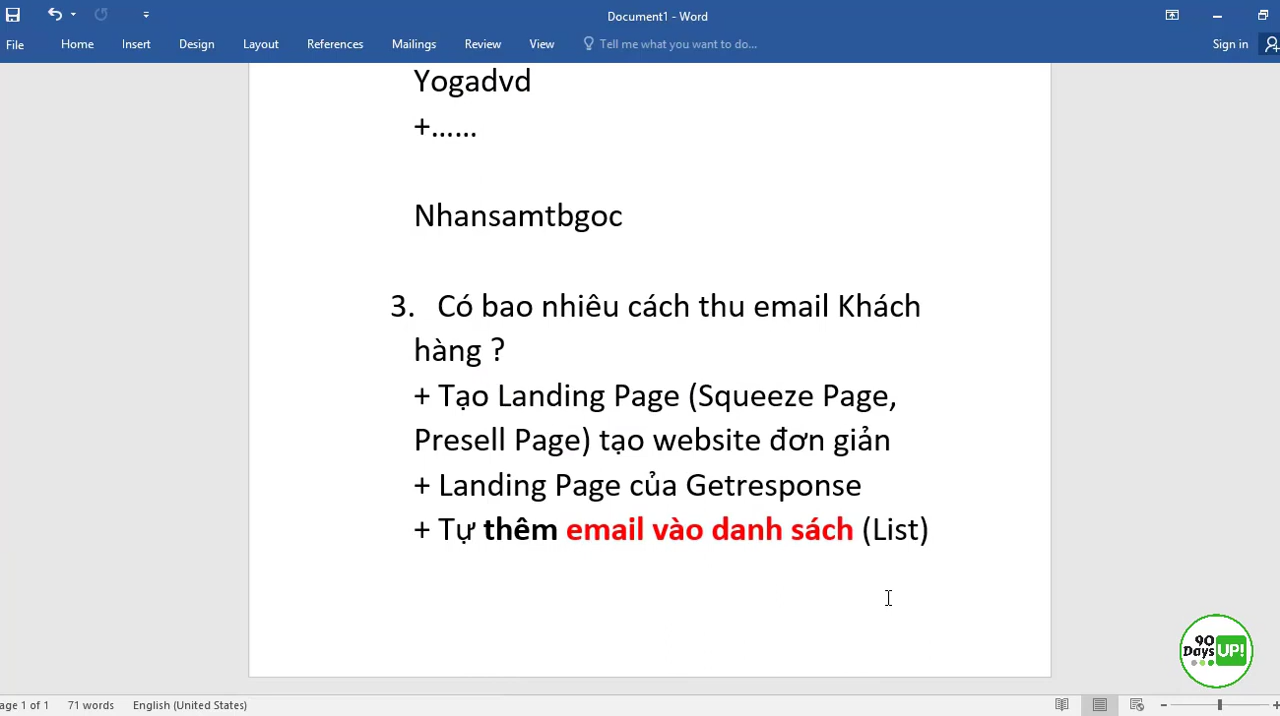 Document1 - Word
File Home Insert Design Layout References Mailings Review View Tell me what you want to do... Sign in
Yogadvd
+......
Nhansamtbgoc
3. Có bao nhiêu cách thu email Khách
hàng ?
+ Tạo Landing Page (Squeeze Page,
Presell Page) tạo website đơn giản
+ Landing Page của Getresponse
+ Tự thêm email vào danh sách (List)
90
Days UP!
age 1 of 1 71 words English (United States)